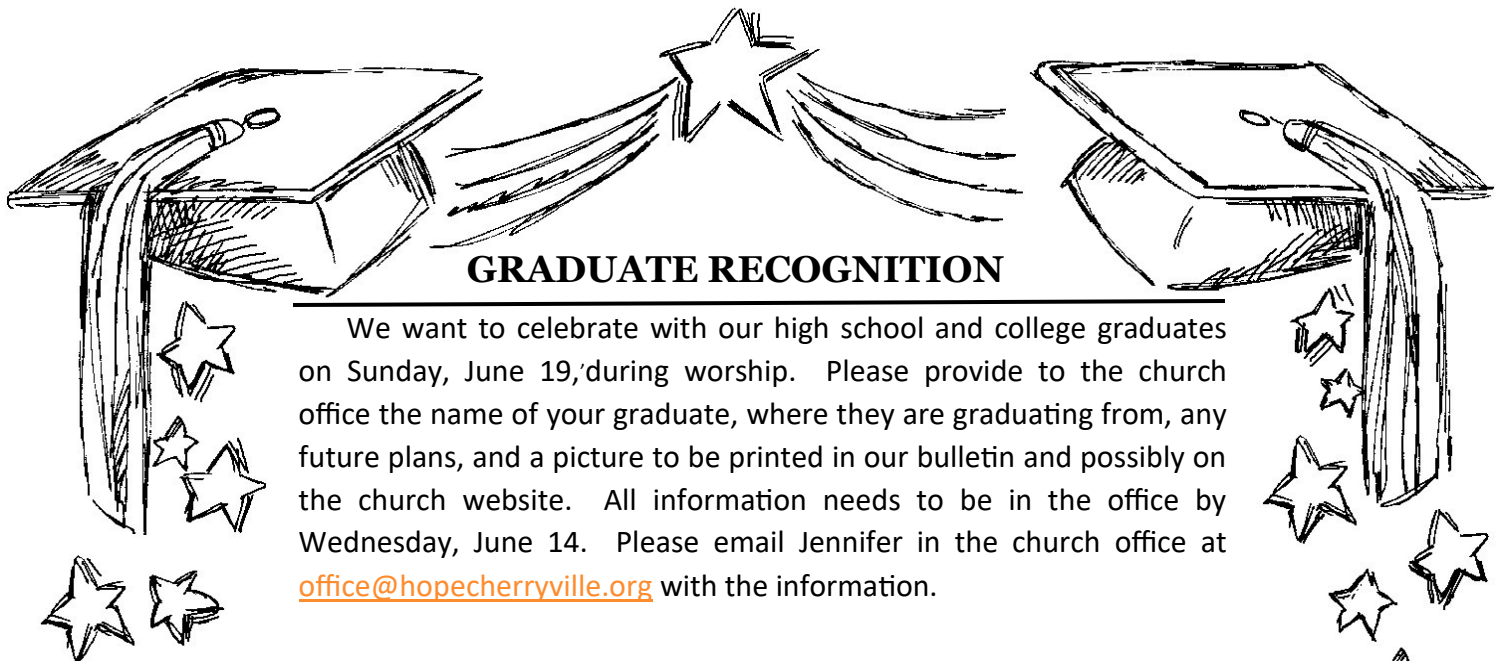 GRADUATE RECOGNITION
We want to celebrate with our high school and college graduates
on Sunday, June 19,’during worship.  Please provide to the church
office the name of your graduate, where they are graduating from, any
future plans, and a picture to be printed in our bulletin and possibly on
the church website.  All information needs to be in the office by
Wednesday, June 14.  Please email Jennifer in the church office at
office@hopecherryville.org with the information.